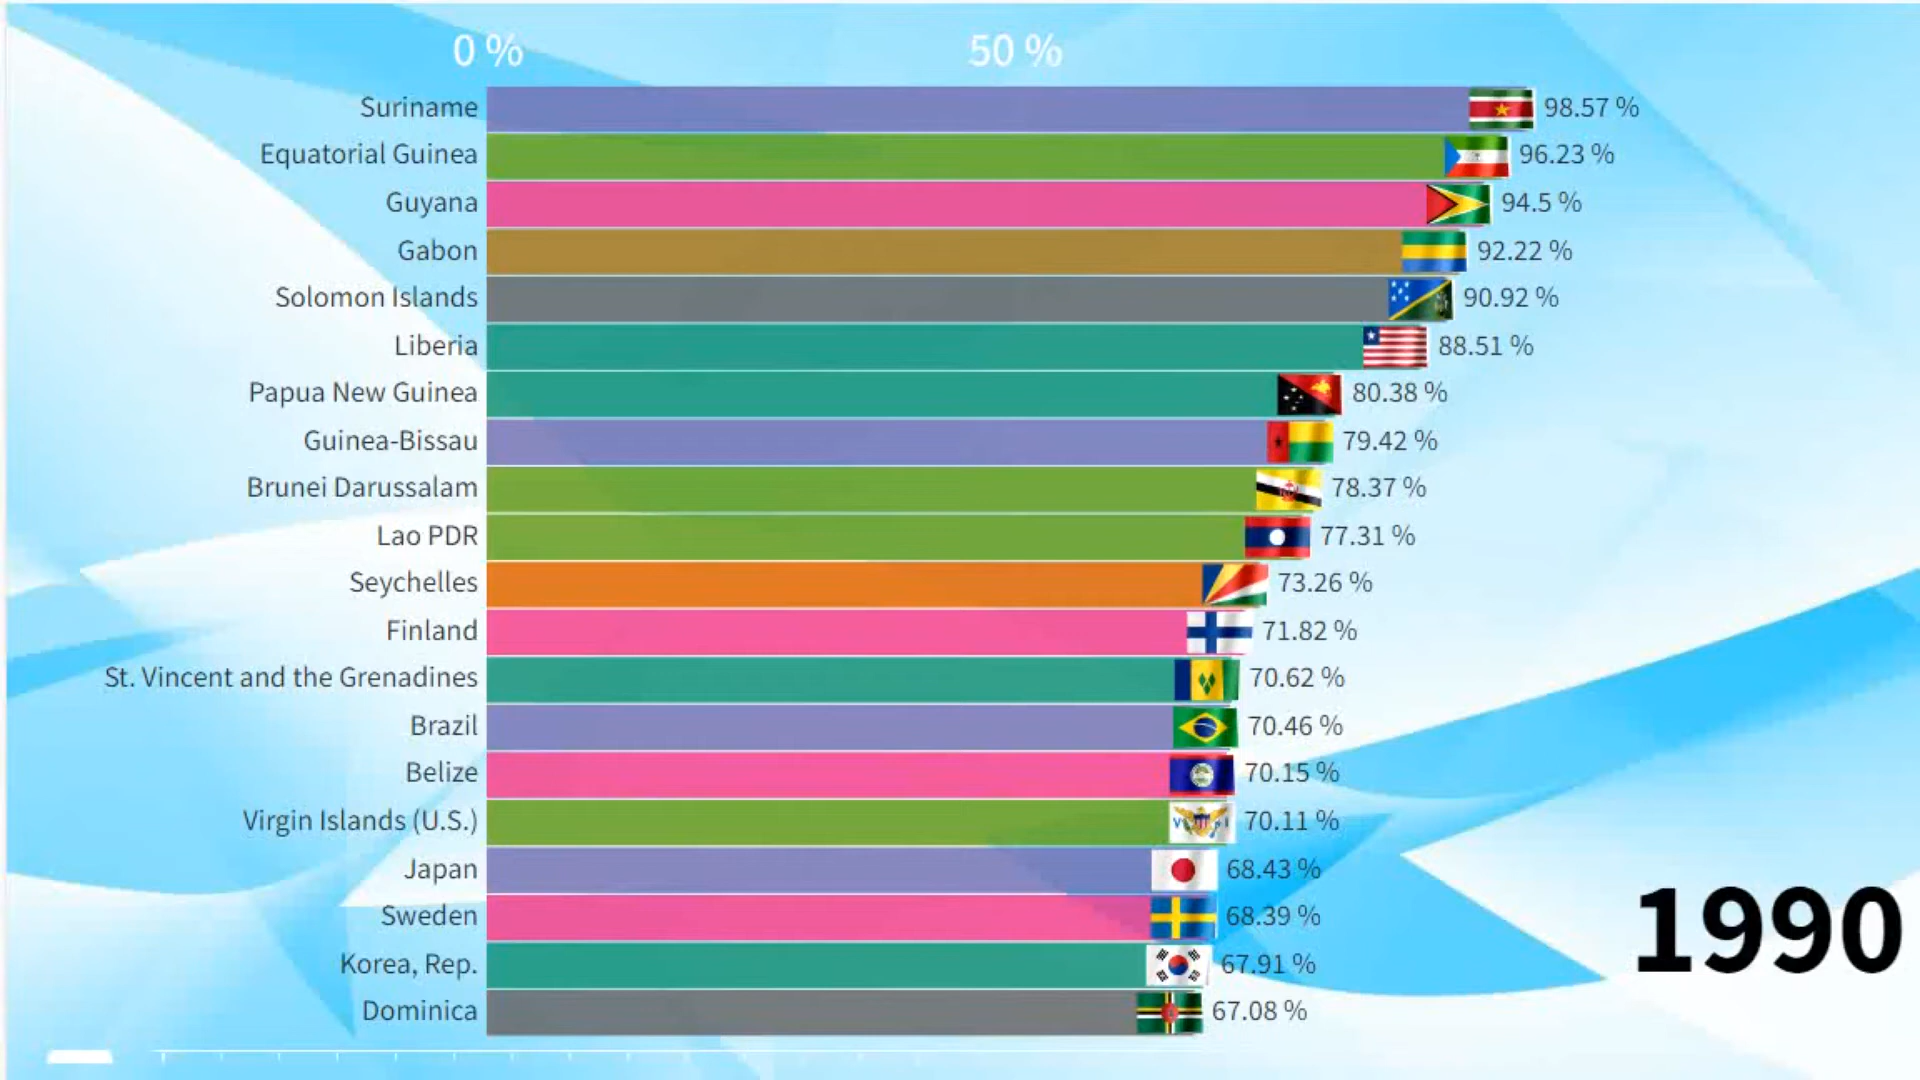 0 % 50 %
Suriname 98.57 %
Equatorial Guinea 96.23 %
Guyana 94.5 %
Gabon 92.22 %
Solomon Islands 90.92 %
Liberia 88.51 %
Papua New Guinea 80.38 %
Guinea-Bissau 79.42 %
Brunei Darussalam 78.37 %
Lao PDR 77.31 %
Seychelles 73.26 %
Finland 71.82 %
St. Vincent and the Grenadines 70.62 %
Brazil 70.46 %
Belize 70.15 %
Virgin Islands (U.S.) 70.11 %
Japan 68.43 %
Sweden 68.39 %
Korea, Rep. 67.91 %
Dominica 67.08 %
1990